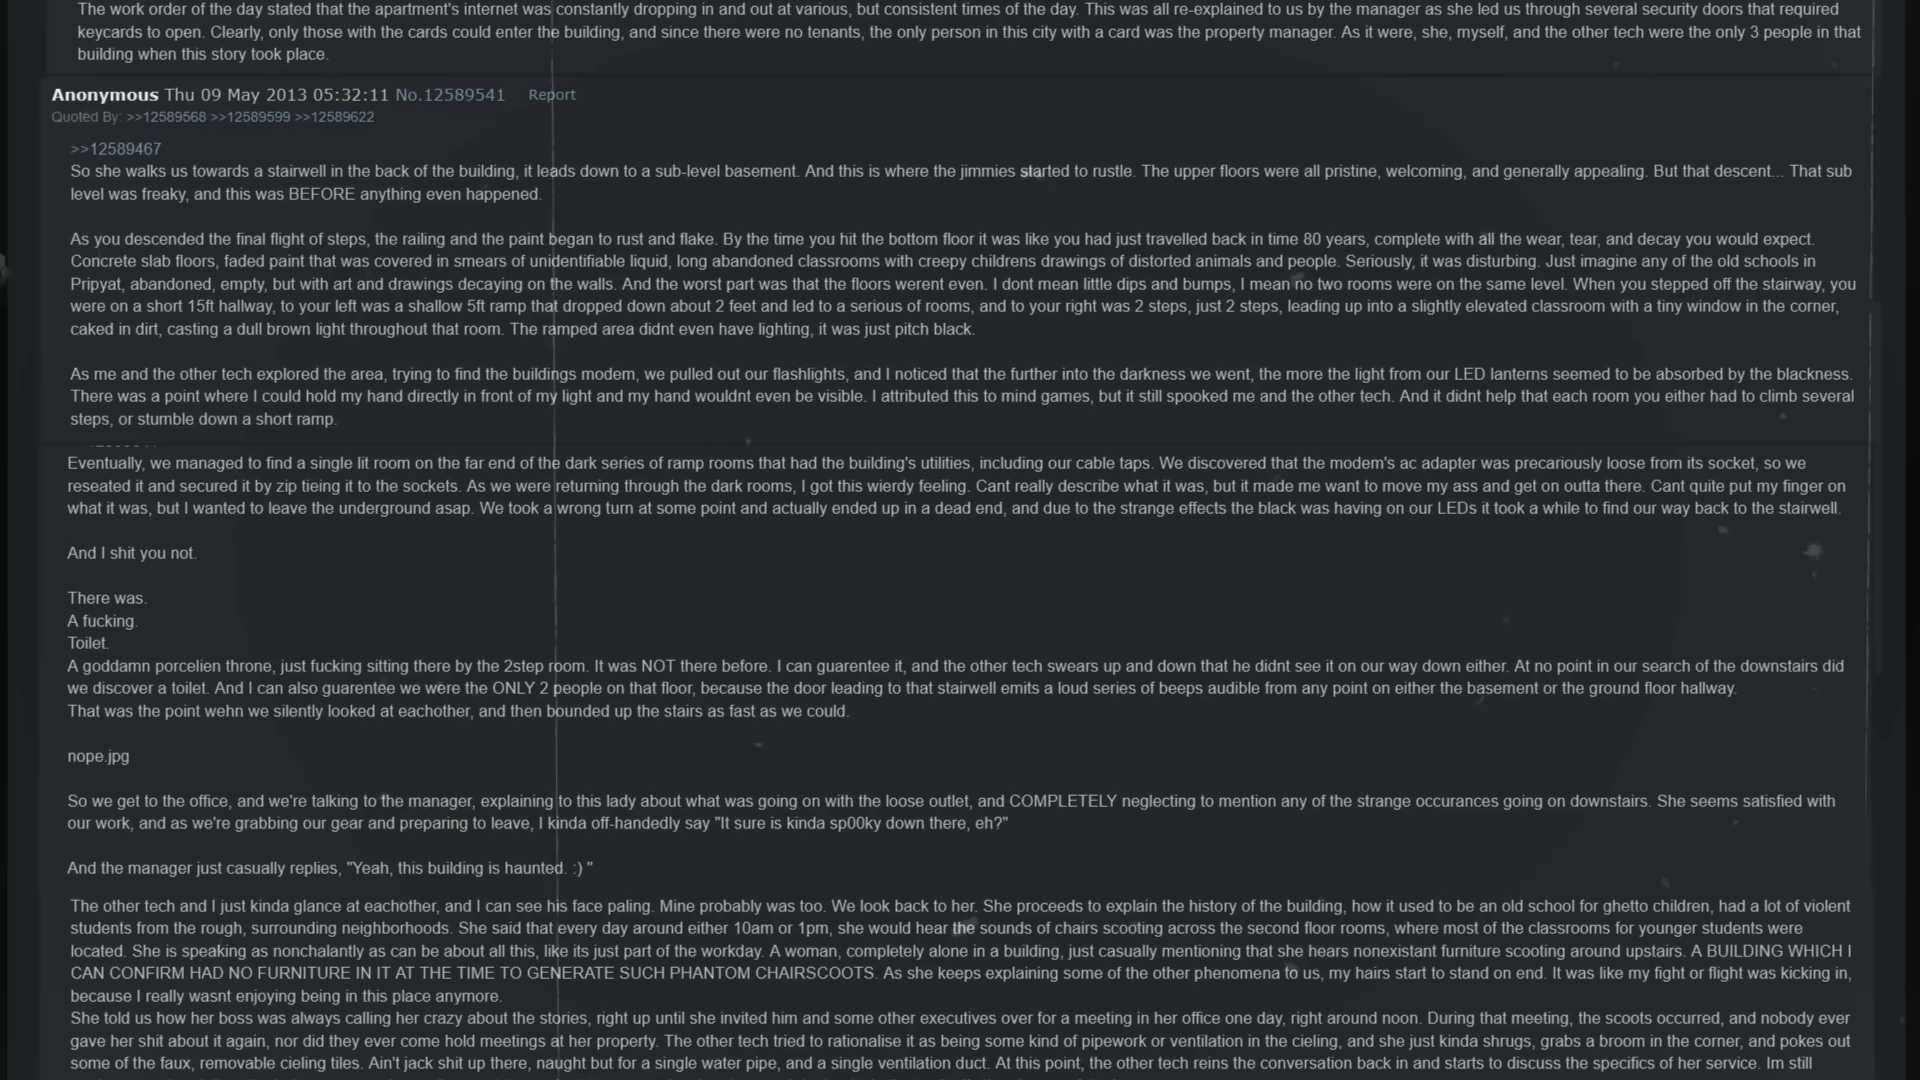 The work order of the day stated that the apartment's internet was constantly dropping in and out at various, but consistent times of the day. This was all re-explained to us by the manager as she led us through several security doors that required
keycards to open. Clearly, only those with the cards could enter the building, and since there were no tenants, the only person in this city with a card was the property manager. As it were, she, myself, and the other tech were the only 3 people in that
building when this story took place.
Anonymous Thu 09 May 2013 05:32:11 No.12589541 Report
Quoted By: >>12589568 >>12589599 >>12589622
>>12589467
So she walks us towards a stairwell in the back of the building, it leads down to a sub-level basement. And this is where the jimmies started to rustle. The upper floors were all pristine, welcoming, and generally appealing. But that descent... That sub
level was freaky, and this was BEFORE anything even happened.
As you descended the final flight of steps, the railing and the paint began to rust and flake. By the time you hit the bottom floor it was like you had just travelled back in time 80 years, complete with all the wear, tear, and decay you would expect.
Concrete slab floors, faded paint that was covered in smears of unidentifiable liquid, long abandoned classrooms with creepy childrens drawings of distorted animals and people. Seriously, it was disturbing. Just imagine any of the old schools in
Pripyat, abandoned, empty, but with art and drawings decaying on the walls. And the worst part was that the floors werent even. I dont mean little dips and bumps, I mean no two rooms were on the same level. When you stepped off the stairway, you
were on a short 15ft hallway, to your left was a shallow 5ft ramp that dropped down about 2 feet and led to a serious of rooms, and to your right was 2 steps, just 2 steps, leading up into a slightly elevated classroom with a tiny window in the corner,
caked in dirt, casting a dull brown light throughout that room. The ramped area didnt even have lighting, it was just pitch black.
As me and the other tech explored the area, trying to find the buildings modem, we pulled out our flashlights, and I noticed that the further into the darkness we went, the more the light from our LED lanterns seemed to be absorbed by the blackness.
There was a point where I could hold my hand directly in front of my light and my hand wouldnt even be visible. I attributed this to mind games, but it still spooked me and the other tech. And it didnt help that each room you either had to climb several
steps, or stumble down a short ramp.
Eventually, we managed to find a single lit room on the far end of the dark series of ramp rooms that had the building's utilities, including our cable taps. We discovered that the modem's ac adapter was precariously loose from its socket, so we
reseated it and secured it by zip tieing it to the sockets. As we were returning through the dark rooms, I got this wierdy feeling. Cant really describe what it was, but it made me want to move my ass and get on outta there. Cant quite put my finger on
what it was, but I wanted to leave the underground asap. We took a wrong turn at some point and actually ended up in a dead end, and due to the strange effects the black was having on our LEDs it took a while to find our way back to the stairwell.
And I shit you not.
There was.
A fucking.
Toilet.
A goddamn porcelien throne, just fucking sitting there by the 2step room. It was NOT there before. I can guarentee it, and the other tech swears up and down that he didnt see it on our way down either. At no point in our search of the downstairs did
we discover a toilet. And I can also guarentee we were the ONLY 2 people on that floor, because the door leading to that stairwell emits a loud series of beeps audible from any point on either the basement or the ground floor hallway.
That was the point wehn we silently looked at eachother, and then bounded up the stairs as fast as we could.
nope.jpg
So we get to the office, and we're talking to the manager, explaining to this lady about what was going on with the loose outlet, and COMPLETELY neglecting to mention any of the strange occurances going on downstairs. She seems satisfied with
our work, and as we're grabbing our gear and preparing to leave, I kinda off-handedly say "It sure is kinda sp00ky down there, eh?"
And the manager just casually replies, "Yeah, this building is haunted. :) "
The other tech and I just kinda glance at eachother, and I can see his face paling. Mine probably was too. We look back to her. She proceeds to explain the history of the building, how it used to be an old school for ghetto children, had a lot of violent
students from the rough, surrounding neighborhoods. She said that every day around either 10am or 1pm, she would hear the sounds of chairs scooting across the second floor rooms, where most of the classrooms for younger students were
located. She is speaking as nonchalantly as can be about all this, like its just part of the workday. A woman, completely alone in a building, just casually mentioning that she hears nonexistant furniture scooting around upstairs. A BUILDING WHICH I
CAN CONFIRM HAD NO FURNITURE IN IT AT THE TIME TO GENERATE SUCH PHANTOM CHAIRSCOOTS. As she keeps explaining some of the other phenomena to us, my hairs start to stand on end. It was like my fight or flight was kicking in,
because I really wasnt enjoying being in this place anymore.
She told us how her boss was always calling her crazy about the stories, right up until she invited him and some other executives over for a meeting in her office one day, right around noon. During that meeting, the scoots occurred, and nobody ever
gave her shit about it again, nor did they ever come hold meetings at her property. The other tech tried to rationalise it as being some kind of pipework or ventilation in the cieling, and she just kinda shrugs, grabs a broom in the corner, and pokes out
some of the faux, removable cieling tiles. Ain't jack shit up there, naught but for a single water pipe, and a single ventilation duct. At this point, the other tech reins the conversation back in and starts to discuss the specifics of her service. Im still